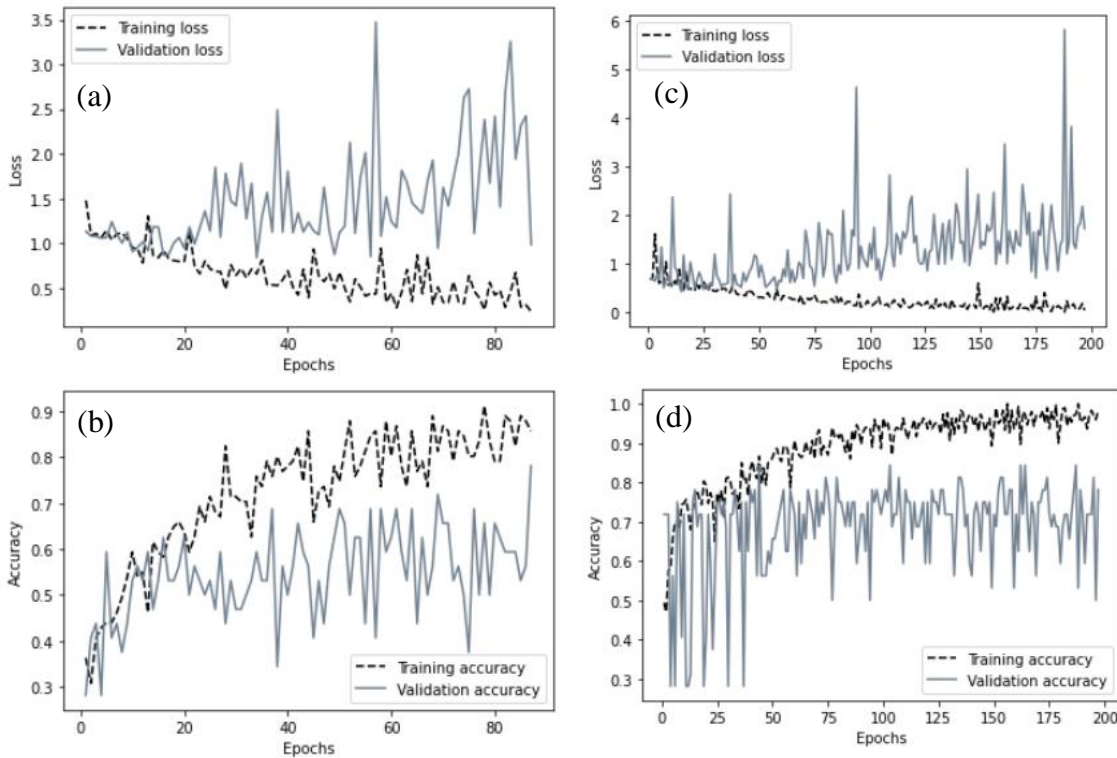 Training loss
Validation loss
(a)
3.5
3.0
2.5
2.0
1.5
1.0
0.5
Loss
0 20 40 60 80
Epochs
Training loss
Validation loss
(c)
6
5
4
3
2
1
0
Loss
0 25 50 75 100 125 150 175 200
Epochs
(b)
0.9
0.8
0.7
0.6
0.5
0.4
0.3
Accuracy
Training accuracy
Validation accuracy
0 20 40 60 80
Epochs
(d)
1.0
0.9
0.8
0.7
0.6
0.5
0.4
0.3
Accuracy
Training accuracy
Validation accuracy
0 25 50 75 100 125 150 175 200
Epochs